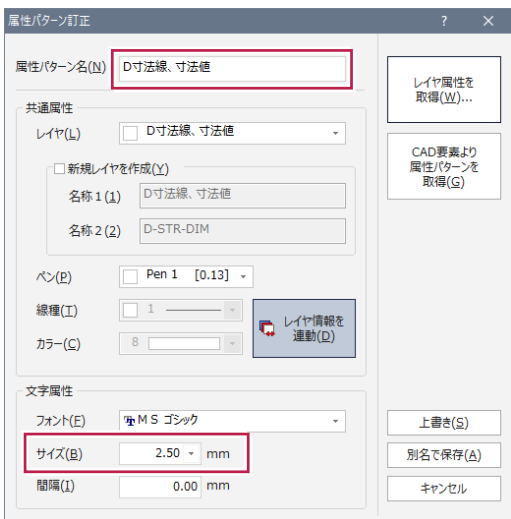 属性パターン訂正 ? ×
属性パターン名(N) D寸法線、寸法値
共通属性
レイヤ(L) D寸法線、寸法値
新規レイヤを作成(Y)
名称1(1) D寸法線、寸法値
名称2(2) D-STR-DIM
ペン(P) Pen 1 [0.13]
線種(T) 1
カラー(C) 8
レイヤ情報を
連動(D)
文字属性
フォント(F) TrＭＳ ゴシック
サイズ(B) 2.50 mm
間隔(I) 0.00 mm
レイヤ属性を
取得(W)...
CAD要素より
属性パターンを
取得(G)
上書き(S)
別名で保存(A)
キャンセル